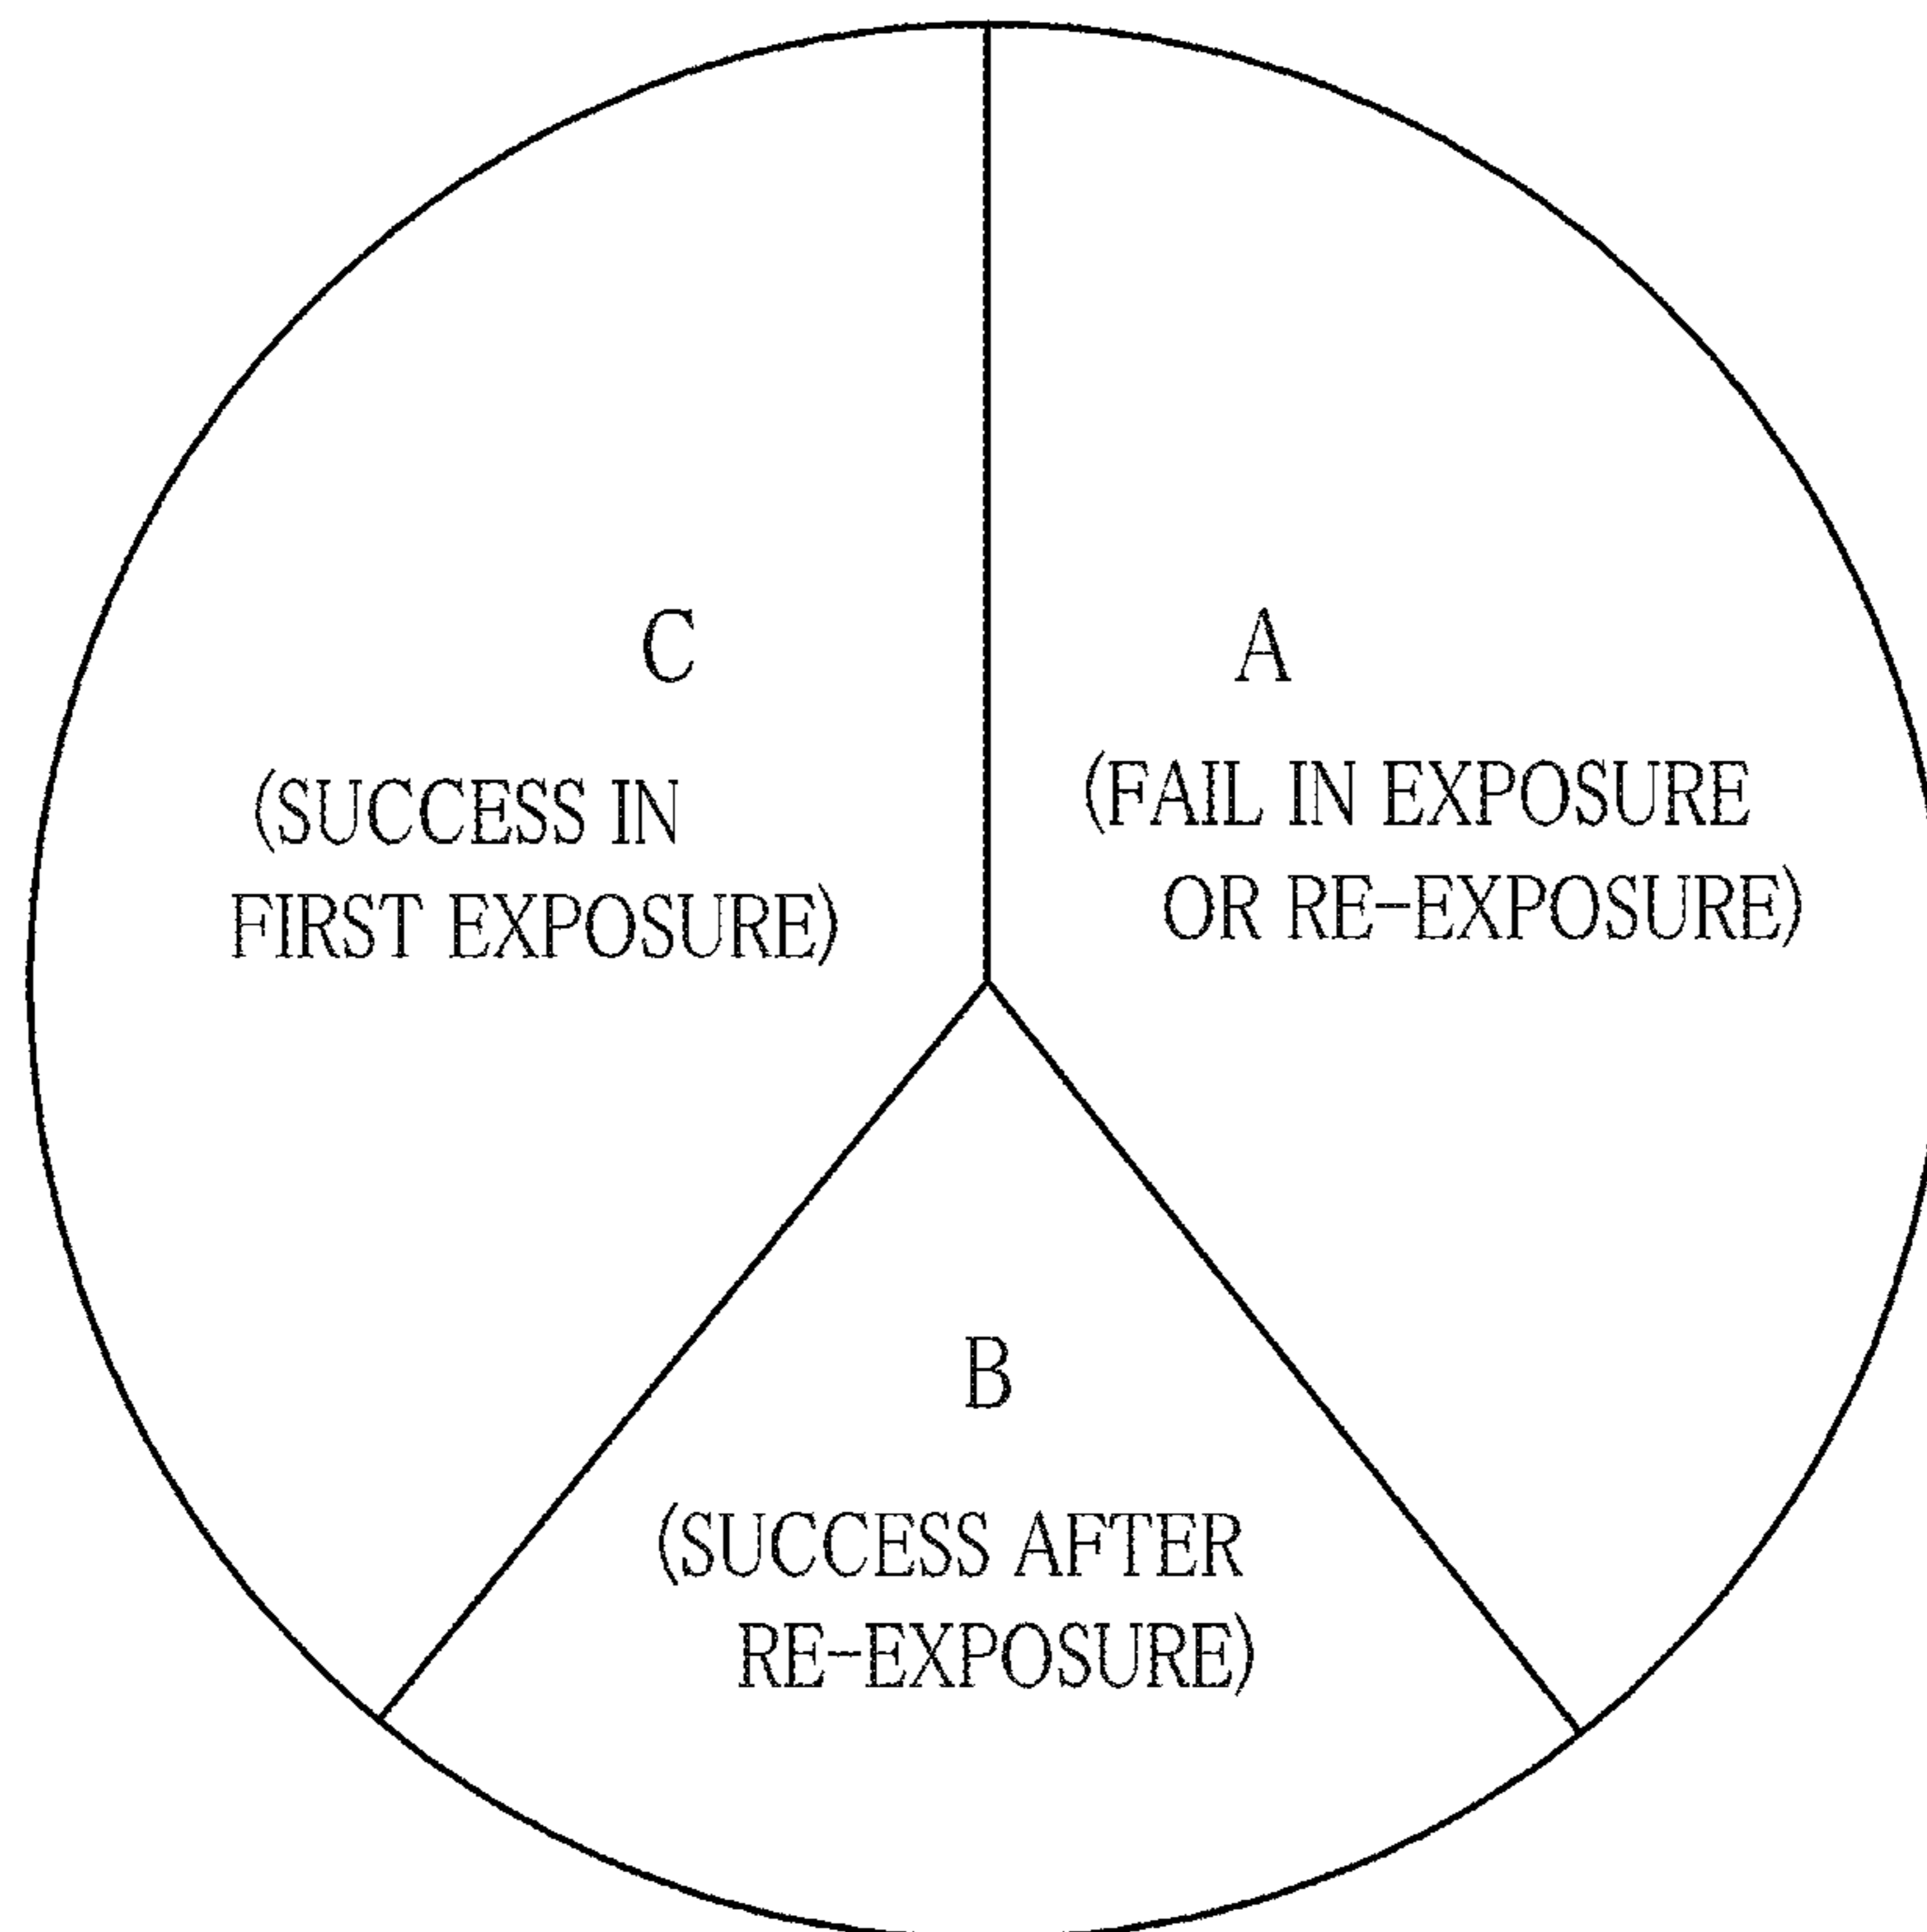 C
(SUCCESS IN
FIRST EXPOSURE)
A
(FAIL IN EXPOSURE
OR RE-EXPOSURE)
B
(SUCCESS AFTER
RE-EXPOSURE)